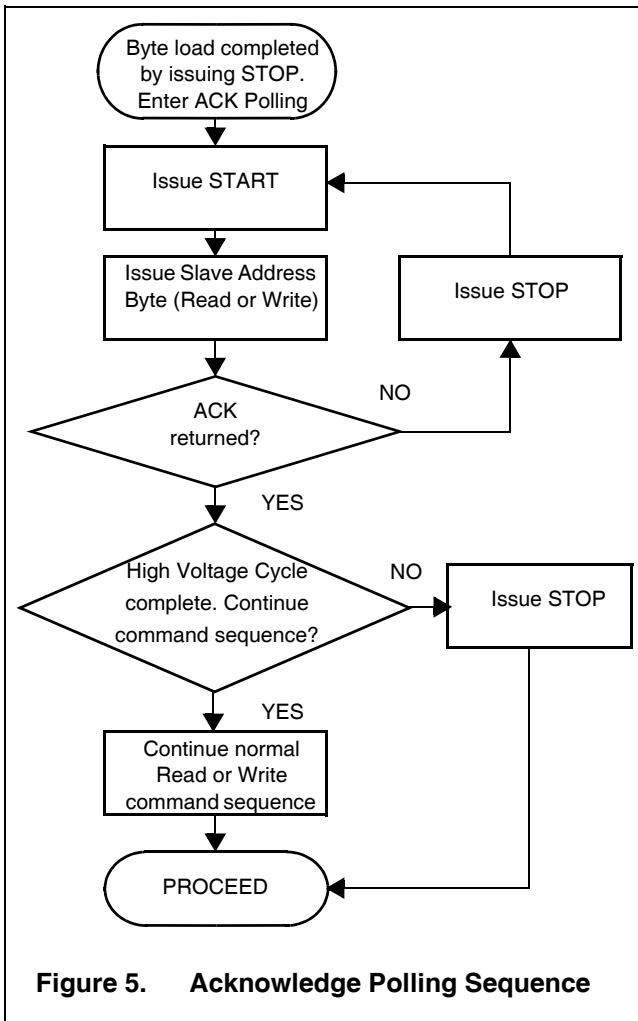 Byte load completed
by issuing STOP.
Enter ACK Polling
Issue START
Issue Slave Address
Byte (Read or Write)
Issue STOP
ACK
returned?
NO
YES
High Voltage Cycle
complete. Continue
command sequence?
NO
Issue STOP
YES
Continue normal
Read or Write
command sequence
PROCEED
Figure 5. Acknowledge Polling Sequence